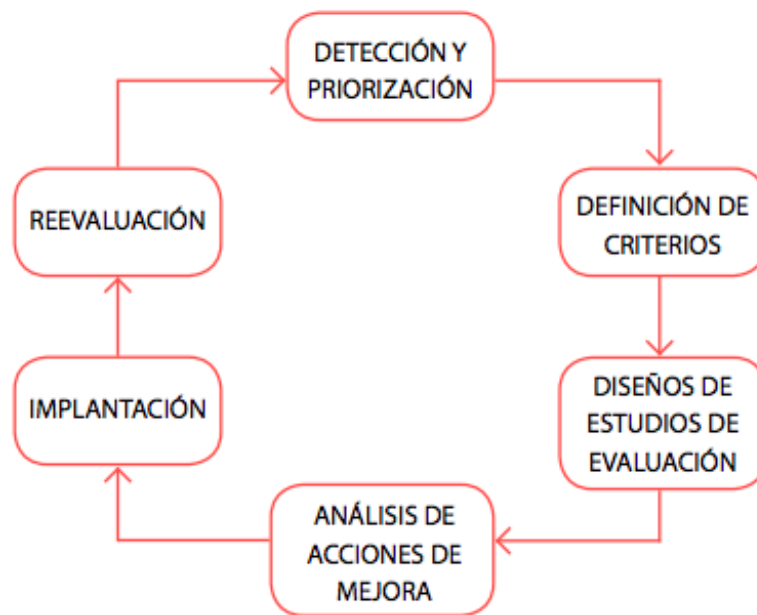 DETECCIÓN Y
PRIORIZACIÓN
DEFINICIÓN DE
CRITERIOS
DISEÑOS DE
ESTUDIOS DE
EVALUACIÓN
ANÁLISIS DE
ACCIONES DE
MEJORA
IMPLANTACIÓN
REEVALUACIÓN